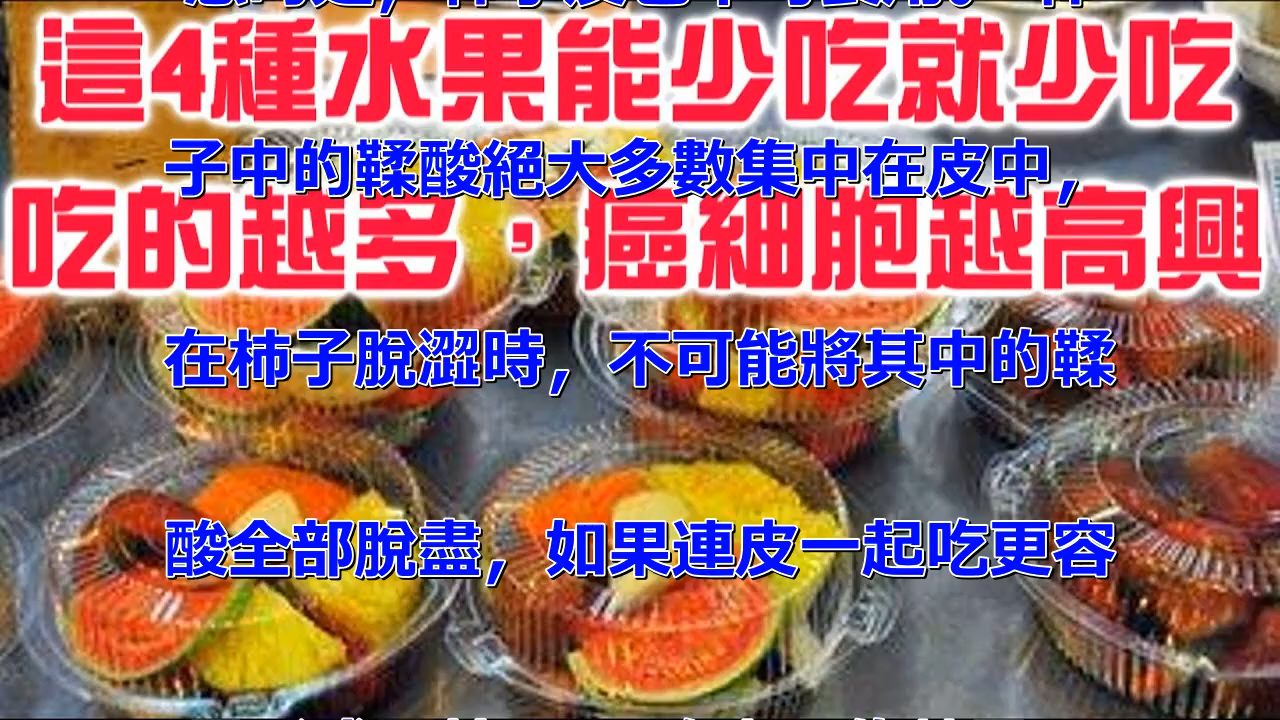 這4種水果能少吃就少吃
子中的鞣酸絕大多數集中在皮中，
吃的越多，癌細胞越高興
在柿子脫澀時，不可能將其中的鞣
酸全部脫盡，如果連皮一起吃更容